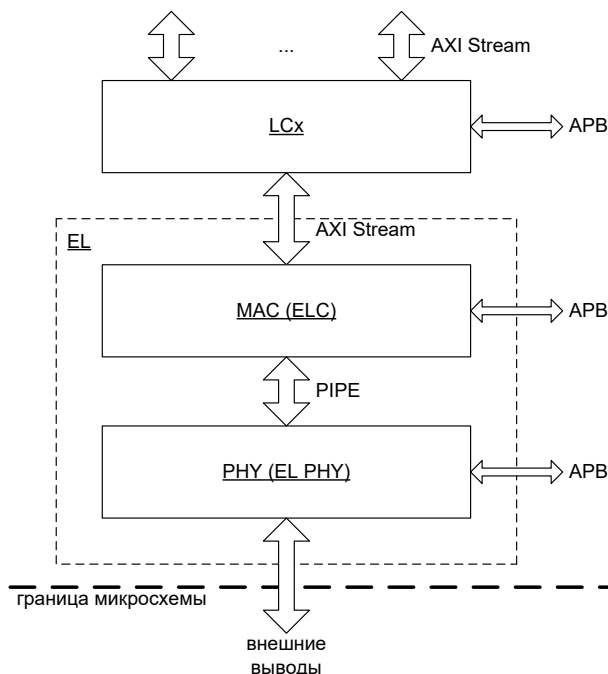 ... AXI Stream
LCx
APB
AXI Stream
EL
MAC (ELC)
APB
PIPE
PHY (EL PHY)
APB
граница микросхемы
внешние
выводы